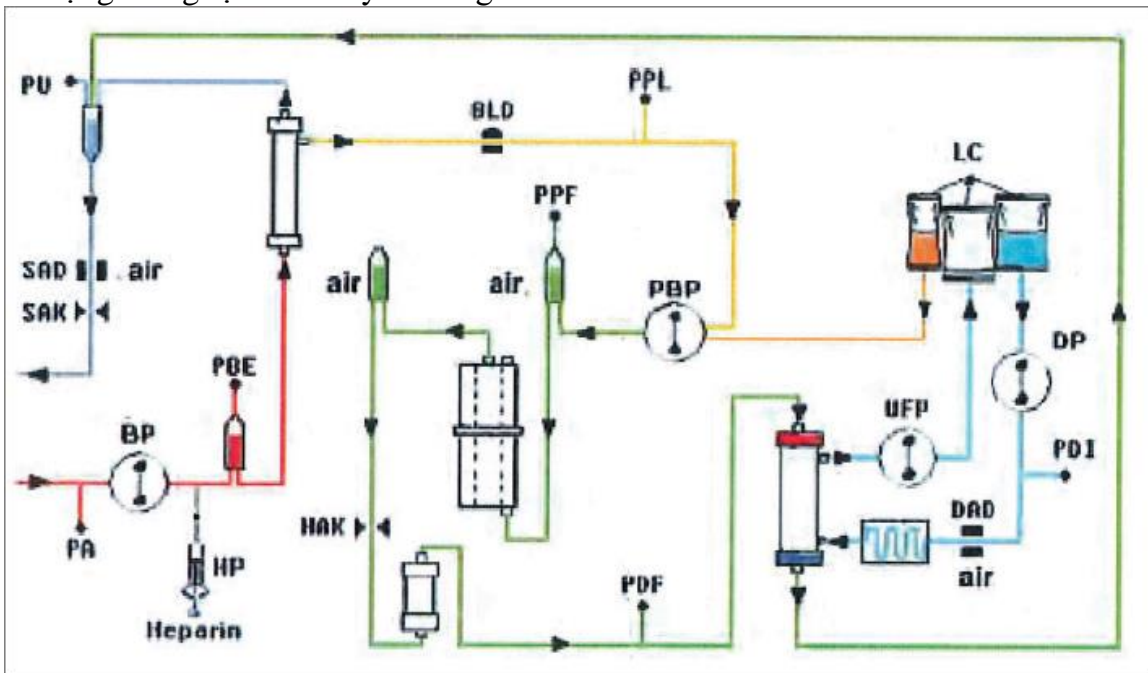 PV
PPL
BLD
LC
PPF
SAD
air
air
air
PBP
SAK
DP
PBE
UFP
BP
PDI
DAD
HAK
PA
HP
air
PDF
Heparin